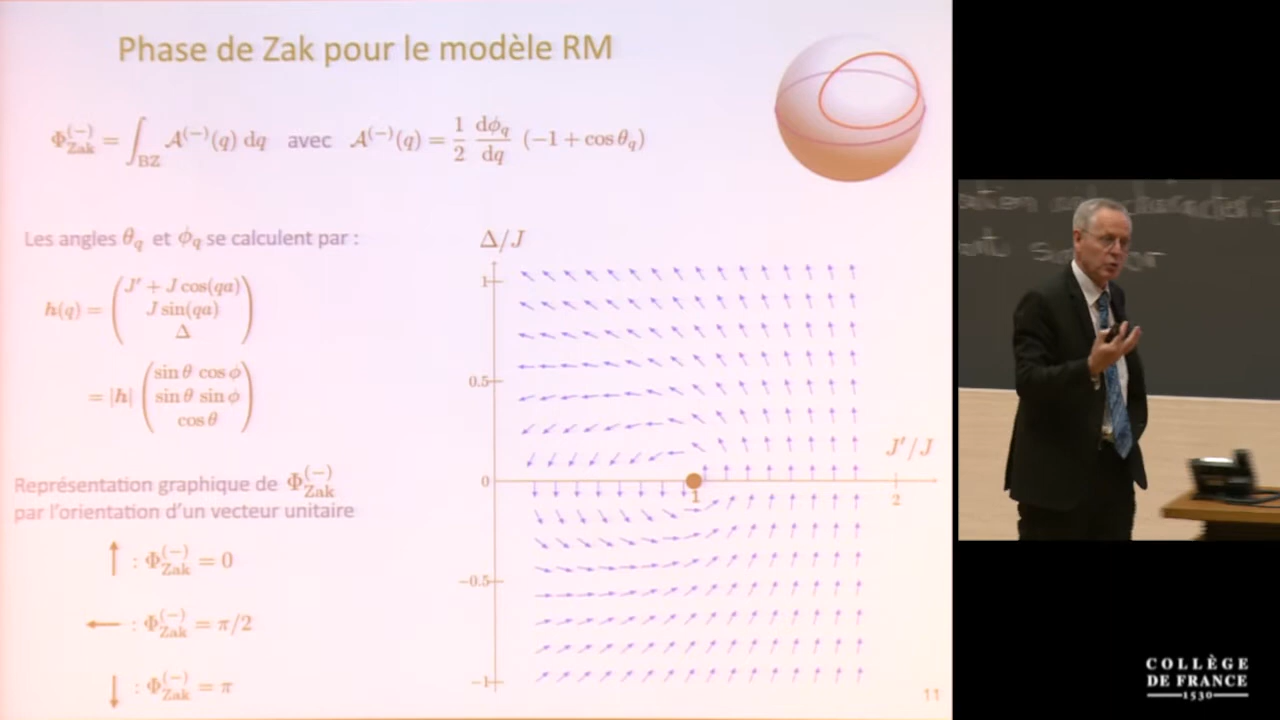 Phase de Zak pour le modèle RM
Φ_Zak^(−) = ∫_BZ A^(−)(q) dq avec A^(−)(q) = 1/2 dϕ_q/dq (−1 + cos θ_q)
Les angles θ_q et ϕ_q se calculent par :
h(q) = (J′ + J cos(qa)
J sin(qa)
Δ)
= |h| (sin θ cos ϕ
sin θ sin ϕ
cos θ)
Représentation graphique de Φ_Zak^(−)
par l'orientation d'un vecteur unitaire
↑ : Φ_Zak^(−) = 0
← : Φ_Zak^(−) = π/2
↓ : Φ_Zak^(−) = π
Δ/J
1
0.5
0
−0.5
−1
J′/J
1
2
11
COLLÈGE
DE FRANCE
1530